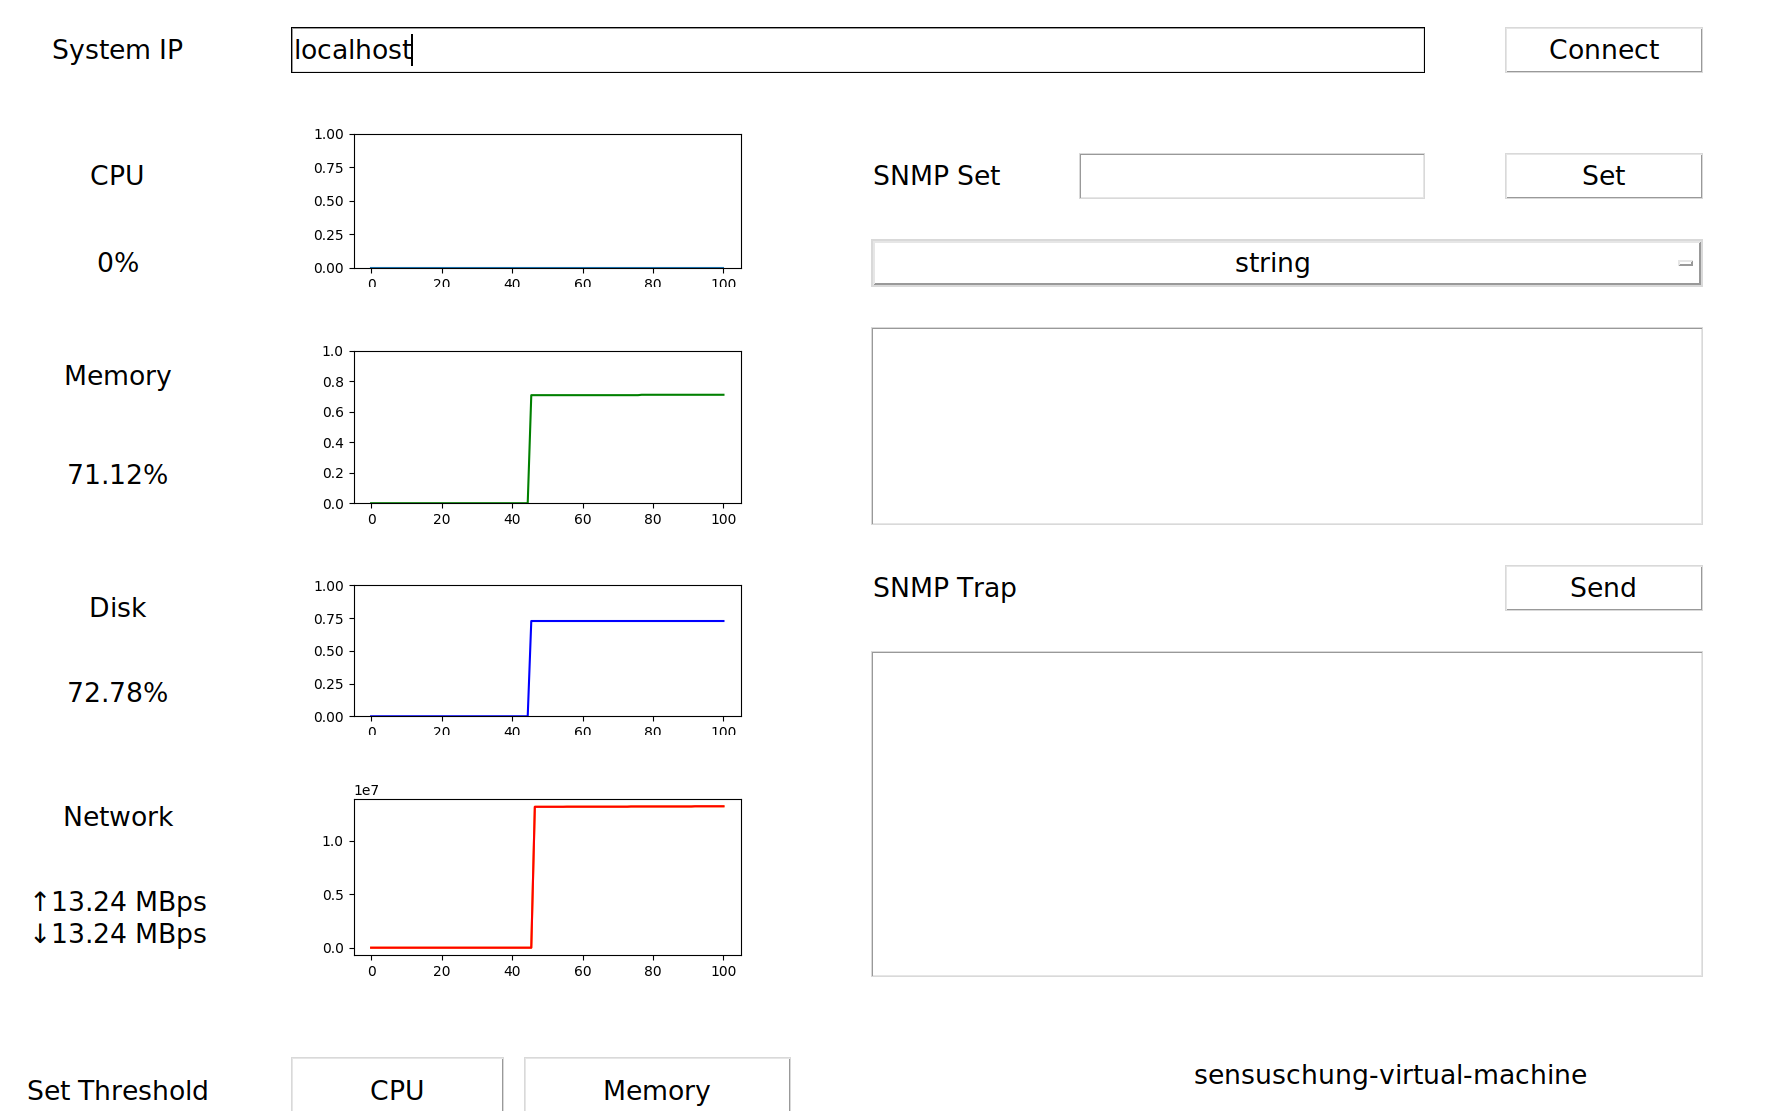 System IP
localhost
Connect
CPU
0%
1.00
0.75
0.50
0.25
0.00
0 20 40 60 80 100
SNMP Set
Set
string
Memory
71.12%
1.0
0.8
0.6
0.4
0.2
0.0
0 20 40 60 80 100
Disk
72.78%
1.00
0.75
0.50
0.25
0.00
0 20 40 60 80 100
SNMP Trap
Send
Network
↑13.24 MBps
↓13.24 MBps
1e7
1.0
0.5
0.0
0 20 40 60 80 100
Set Threshold
CPU
Memory
sensuschung-virtual-machine